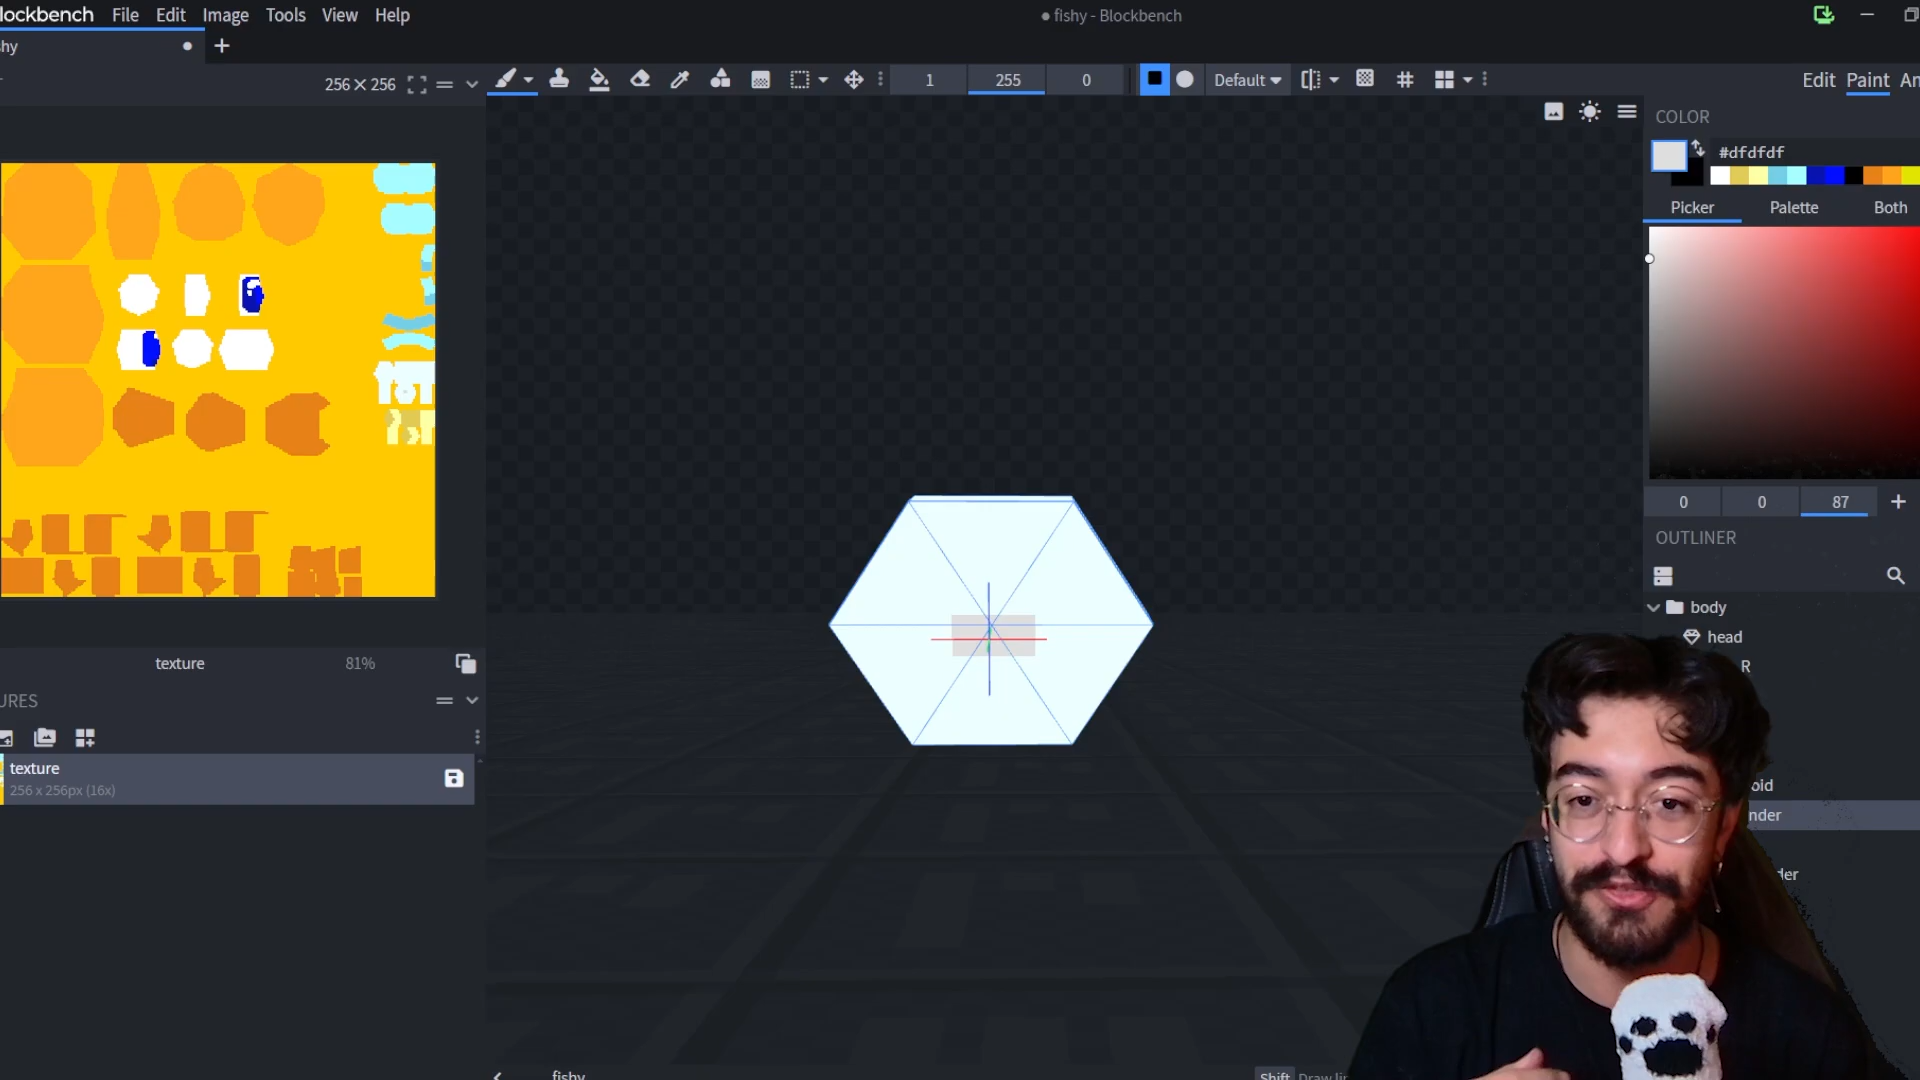 lockbench File Edit Image Tools View Help
fishy - Blockbench
hy
256 × 256
1 255 0
Default
Edit Paint An
COLOR
#dfdfdf
Picker Palette Both
0 0 87
OUTLINER
body
head
R
oid
nder
der
texture 81%
URES
texture
256 x 256px (16x)
fishy
Shift Draw lin